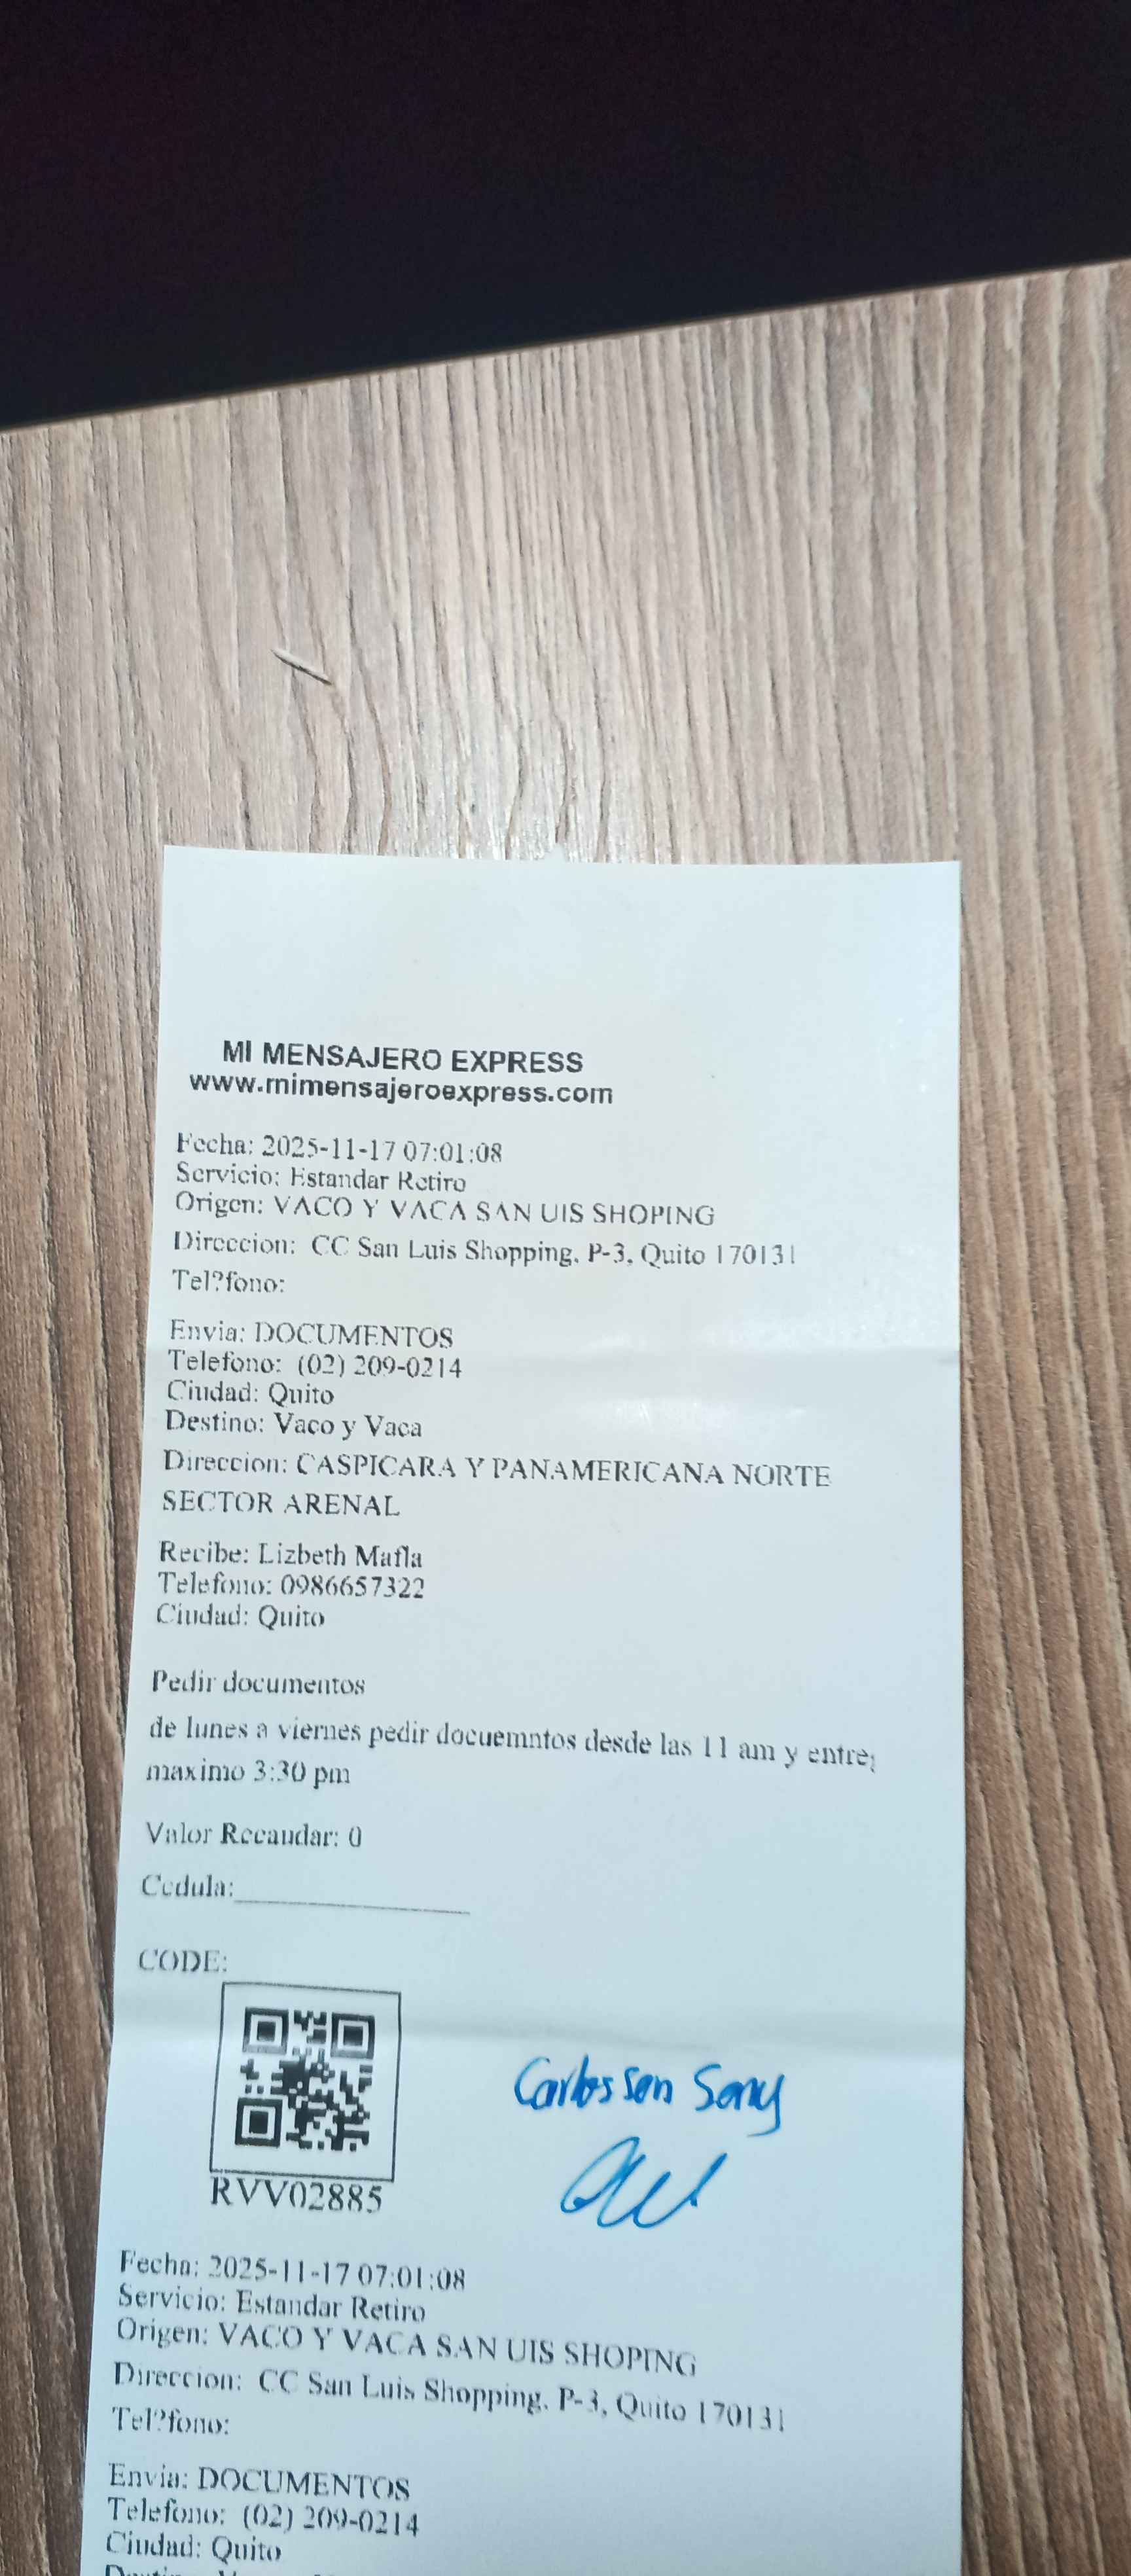 MI MENSAJERO EXPRESS
www.mimensajeroexpress.com
Fecha: 2025-11-17 07:01:08
Servicio: Estandar Retiro
Origen: VACO Y VACA SAN UIS SHOPING
Direccion: CC San Luis Shopping, P-3, Quito 170131
Tel?fono:
Envia: DOCUMENTOS
Telefono: (02) 209-0214
Ciudad: Quito
Destino: Vaco y Vaca
Direccion: CASPICARA Y PANAMERICANA NORTE
SECTOR ARENAL
Recibe: Lizbeth Mafla
Telefono: 0986657322
Ciudad: Quito
Pedir documentos
de lunes a viernes pedir docuemntos desde las 11 am y entre
maximo 3:30 pm
Valor Recaudar: 0
Cedula:
CODE:
Carlosson Sony
RVV02885
Fecha: 2025-11-17 07:01:08
Servicio: Estandar Retiro
Origen: VACO Y VACA SAN UIS SHOPING
Direccion: CC San Luis Shopping, P-3, Quito 170131
Tel?fono:
Envia: DOCUMENTOS
Telefono: (02) 209-0214
Ciudad: Quito